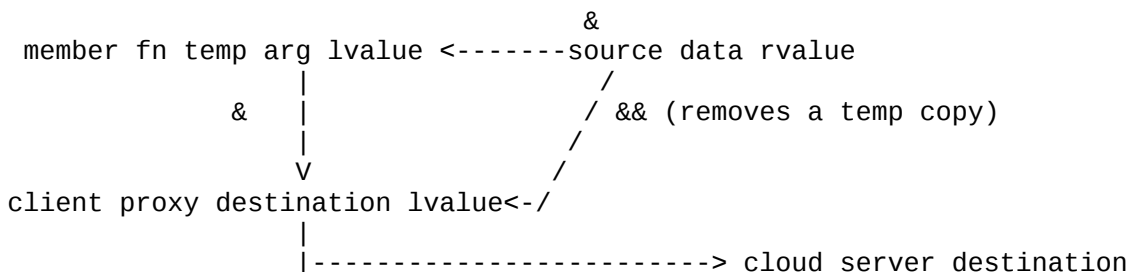 &
member fn temp arg lvalue <-------source data rvalue
| /
& | / && (removes a temp copy)
| /
V /
client proxy destination lvalue<-/
|
|-------------------------> cloud server destination